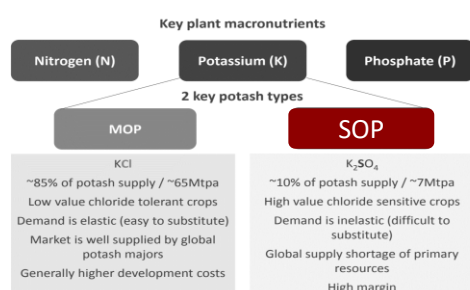 Key plant macronutrients
Nitrogen (N)
Potassium (K)
Phosphate (P)
2 key potash types
MOP
SOP
KCl
~85% of potash supply / ~65Mtpa
Low value chloride tolerant crops
Demand is elastic (easy to substitute)
Market is well supplied by global
potash majors
Generally higher development costs
K₂SO₄
~10% of potash supply / ~7Mtpa
High value chloride sensitive crops
Demand is inelastic (difficult to
substitute)
Global supply shortage of primary
resources
High margin